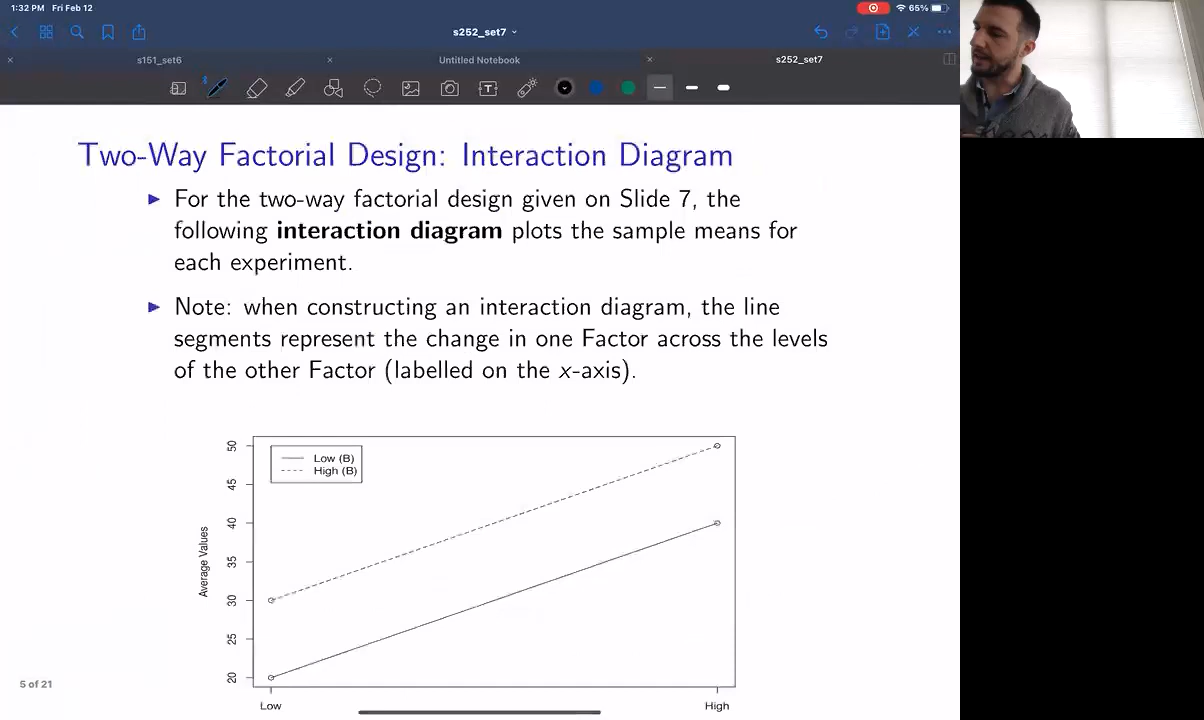 1:32 PM Fri Feb 12
65%
s252_set7
s151_set6
Untitled Notebook
s252_set7
T
Two-Way Factorial Design: Interaction Diagram
For the two-way factorial design given on Slide 7, the
following interaction diagram plots the sample means for
each experiment.
Note: when constructing an interaction diagram, the line
segments represent the change in one Factor across the levels
of the other Factor (labelled on the x-axis).
Low (B)
High (B)
Average Values
50
45
40
35
30
25
20
Low
High
5 of 21